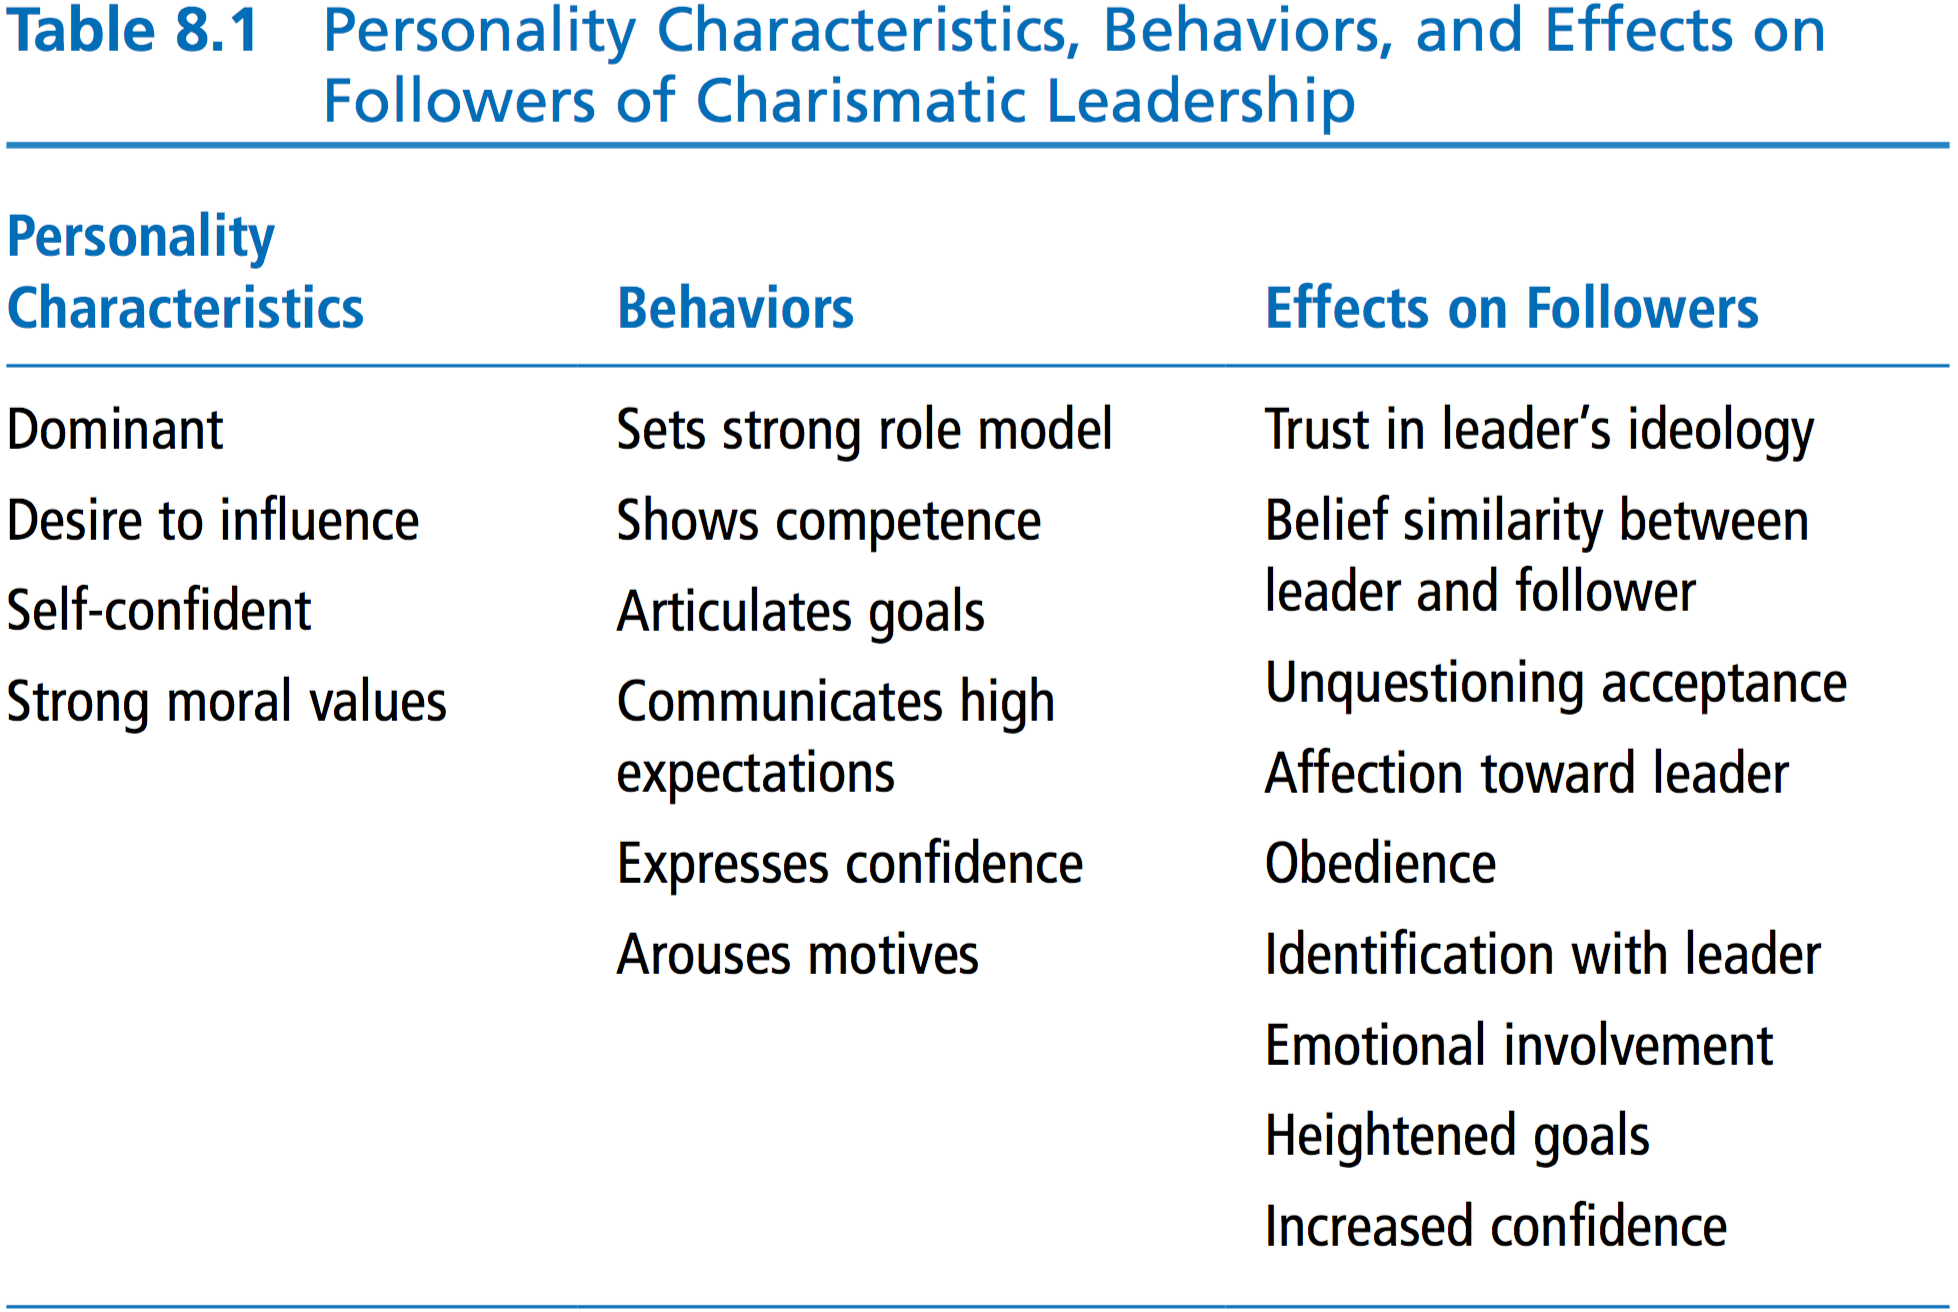 Table 8.1 Personality Characteristics, Behaviors, and Effects on
Followers of Charismatic Leadership
Personality
Characteristics
Behaviors
Effects on Followers
Dominant
Desire to influence
Self-confident
Strong moral values
Sets strong role model
Shows competence
Articulates goals
Communicates high
expectations
Expresses confidence
Arouses motives
Trust in leader’s ideology
Belief similarity between
leader and follower
Unquestioning acceptance
Affection toward leader
Obedience
Identification with leader
Emotional involvement
Heightened goals
Increased confidence